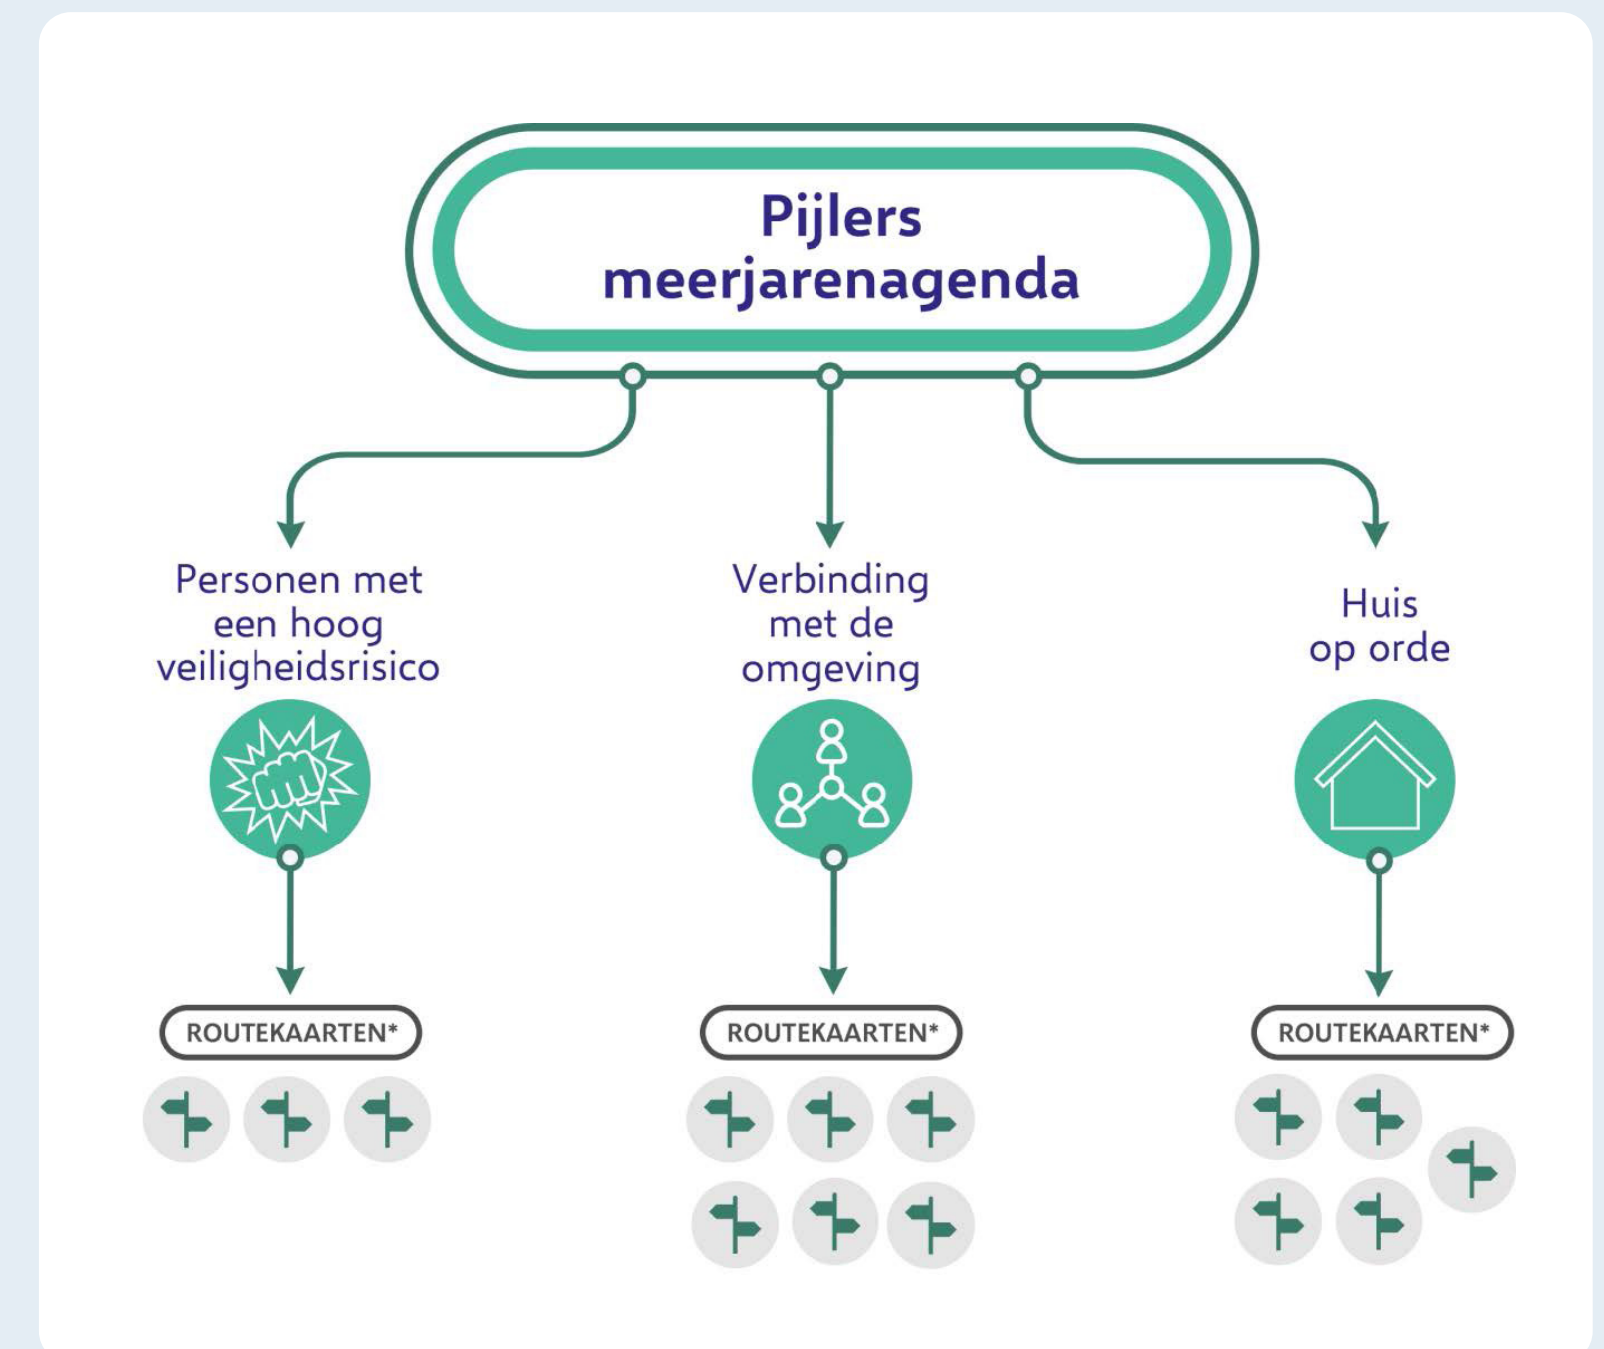 Pijlers
meerjarenagenda
Personen met
een hoog
veiligheidsrisico
Verbinding
met de
omgeving
Huis
op orde
ROUTEKAARTEN*
ROUTEKAARTEN*
ROUTEKAARTEN*